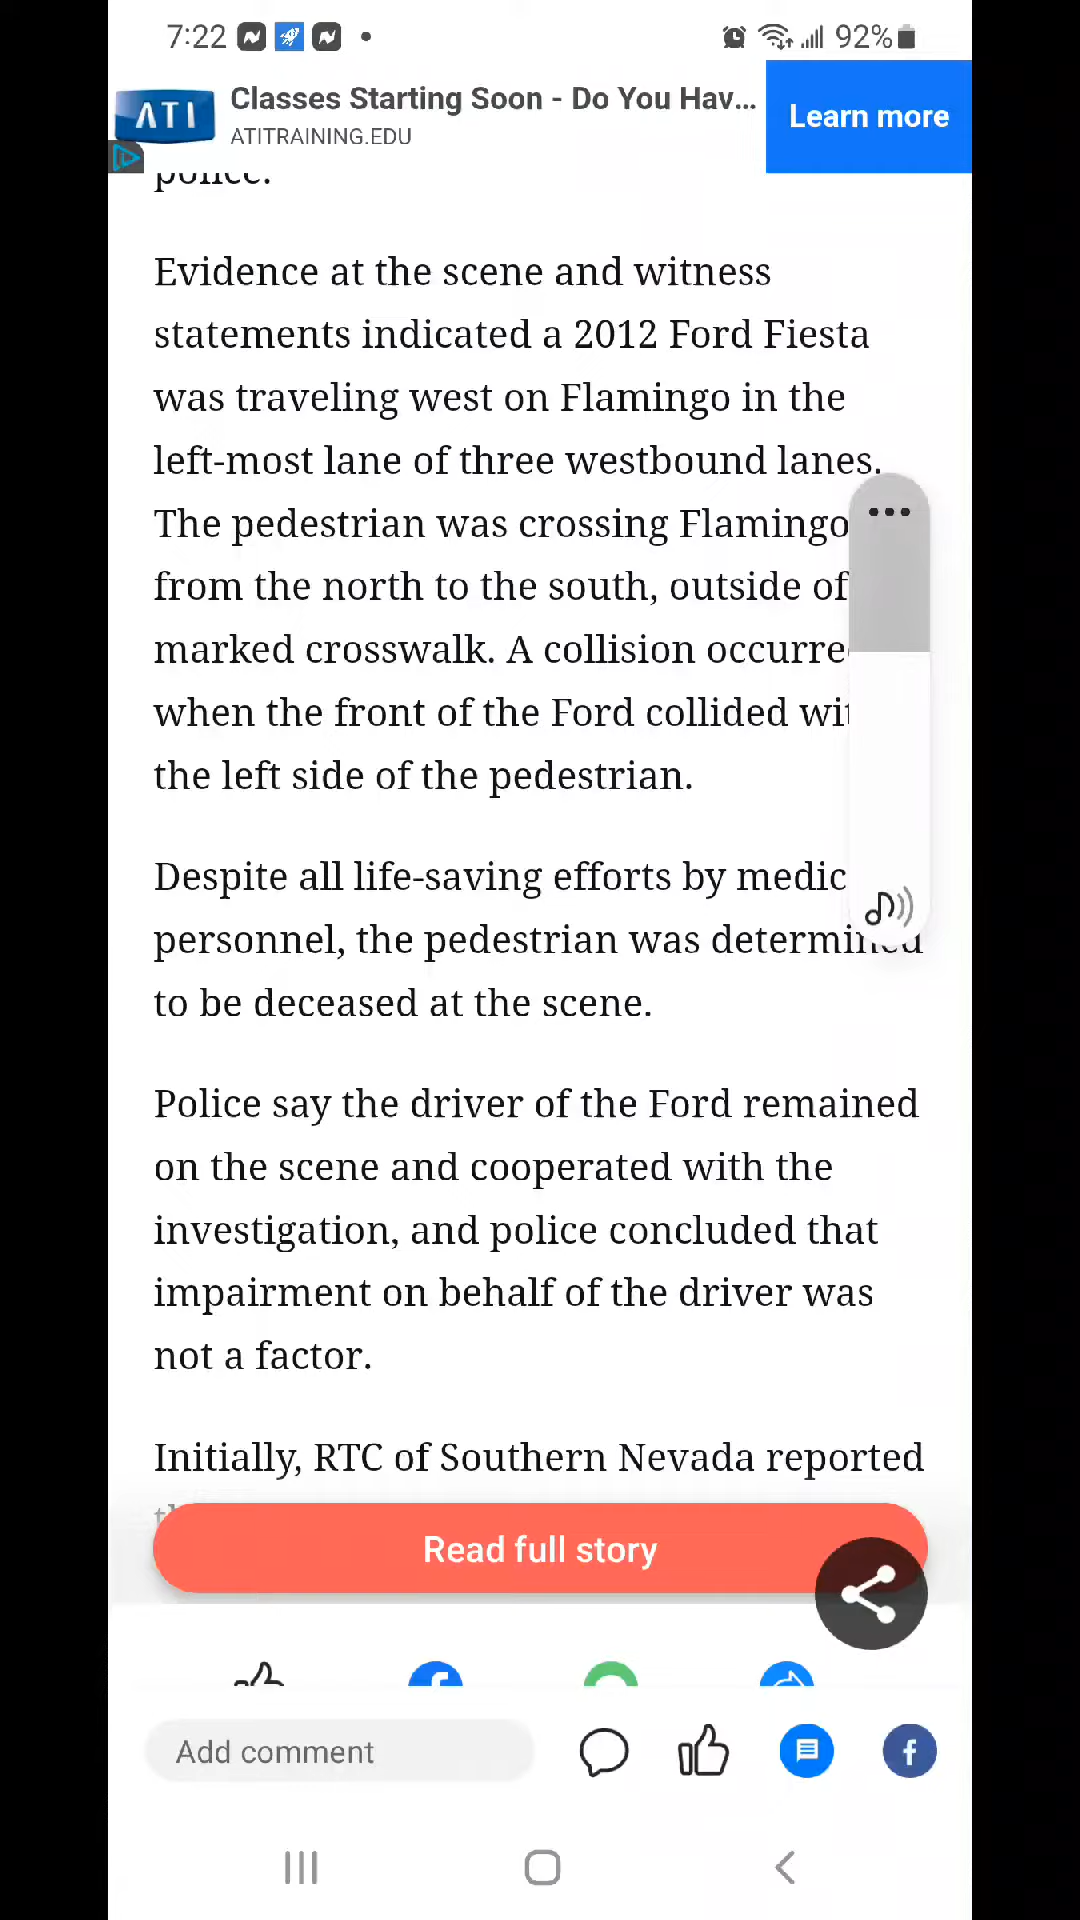 7:22
92%
ATI
Classes Starting Soon - Do You Hav...
ATITRAINING.EDU
Learn more
police.
Evidence at the scene and witness
statements indicated a 2012 Ford Fiesta
was traveling west on Flamingo in the
left-most lane of three westbound lanes.
The pedestrian was crossing Flamingo
from the north to the south, outside of
marked crosswalk. A collision occurre
when the front of the Ford collided wit
the left side of the pedestrian.
Despite all life-saving efforts by medic
personnel, the pedestrian was determined
to be deceased at the scene.
Police say the driver of the Ford remained
on the scene and cooperated with the
investigation, and police concluded that
impairment on behalf of the driver was
not a factor.
Initially, RTC of Southern Nevada reported
Read full story
Add comment